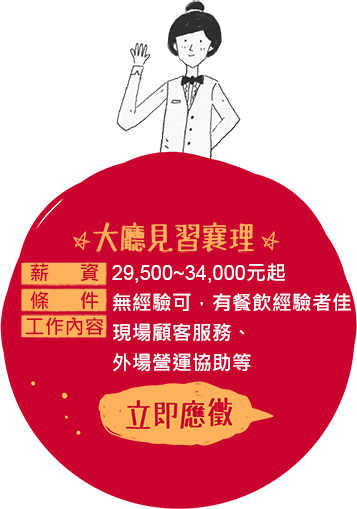 大廳見習襄理
薪資 29,500~34,000元起
條件 無經驗可，有餐飲經驗者佳
工作內容 現場顧客服務、
外場營運協助等
立即應徵